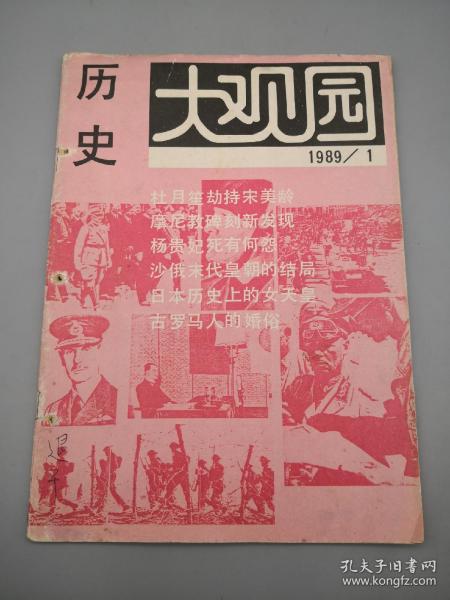 历史
大观园
1989/1
杜月笙劫持宋美龄
摩尼教碑刻新发现
杨贵妃死有何怨
沙俄末代皇朝的结局
日本历史上的女天皇
古罗马人的婚俗
孔夫子旧书网
www.kongfz.com